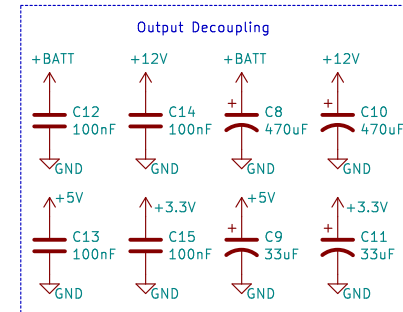 Output Decoupling
+BATT +12V +BATT +12V
C12 C14 + C8 + C10
100nF 100nF 470uF 470uF
GND GND GND GND
+5V +3.3V +5V +3.3V
C13 C15 + C9 + C11
100nF 100nF 33uF 33uF
GND GND GND GND